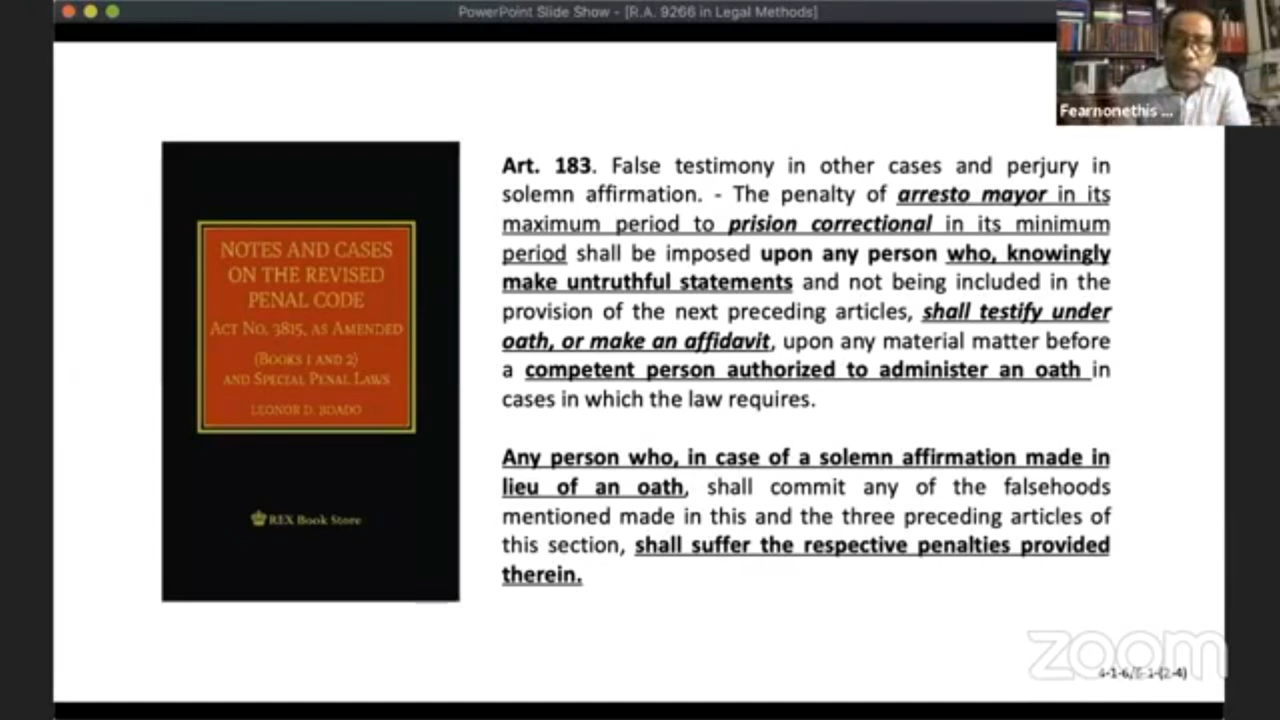 PowerPoint Slide Show - [R.A. 9266 in Legal Methods]
Fearnonethis ...
NOTES AND CASES
ON THE REVISED
PENAL CODE
ACT NO. 3815, AS AMENDED
(BOOKS 1 AND 2)
AND SPECIAL PENAL LAWS
LEONOR D. BOADO
REX Book Store
Art. 183. False testimony in other cases and perjury in
solemn affirmation. - The penalty of arresto mayor in its
maximum period to prision correctional in its minimum
period shall be imposed upon any person who, knowingly
make untruthful statements and not being included in the
provision of the next preceding articles, shall testify under
oath, or make an affidavit, upon any material matter before
a competent person authorized to administer an oath in
cases in which the law requires.
Any person who, in case of a solemn affirmation made in
lieu of an oath, shall commit any of the falsehoods
mentioned made in this and the three preceding articles of
this section, shall suffer the respective penalties provided
therein.
zoom